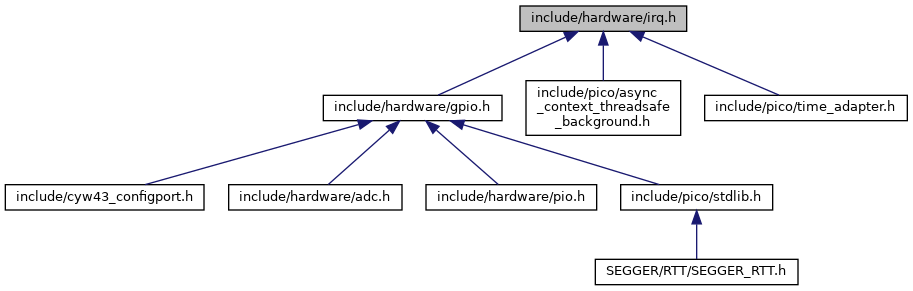 include/hardware/irq.h
include/hardware/gpio.h
include/pico/async
_context_threadsafe
_background.h
include/pico/time_adapter.h
include/cyw43_configport.h
include/hardware/adc.h
include/hardware/pio.h
include/pico/stdlib.h
SEGGER/RTT/SEGGER_RTT.h